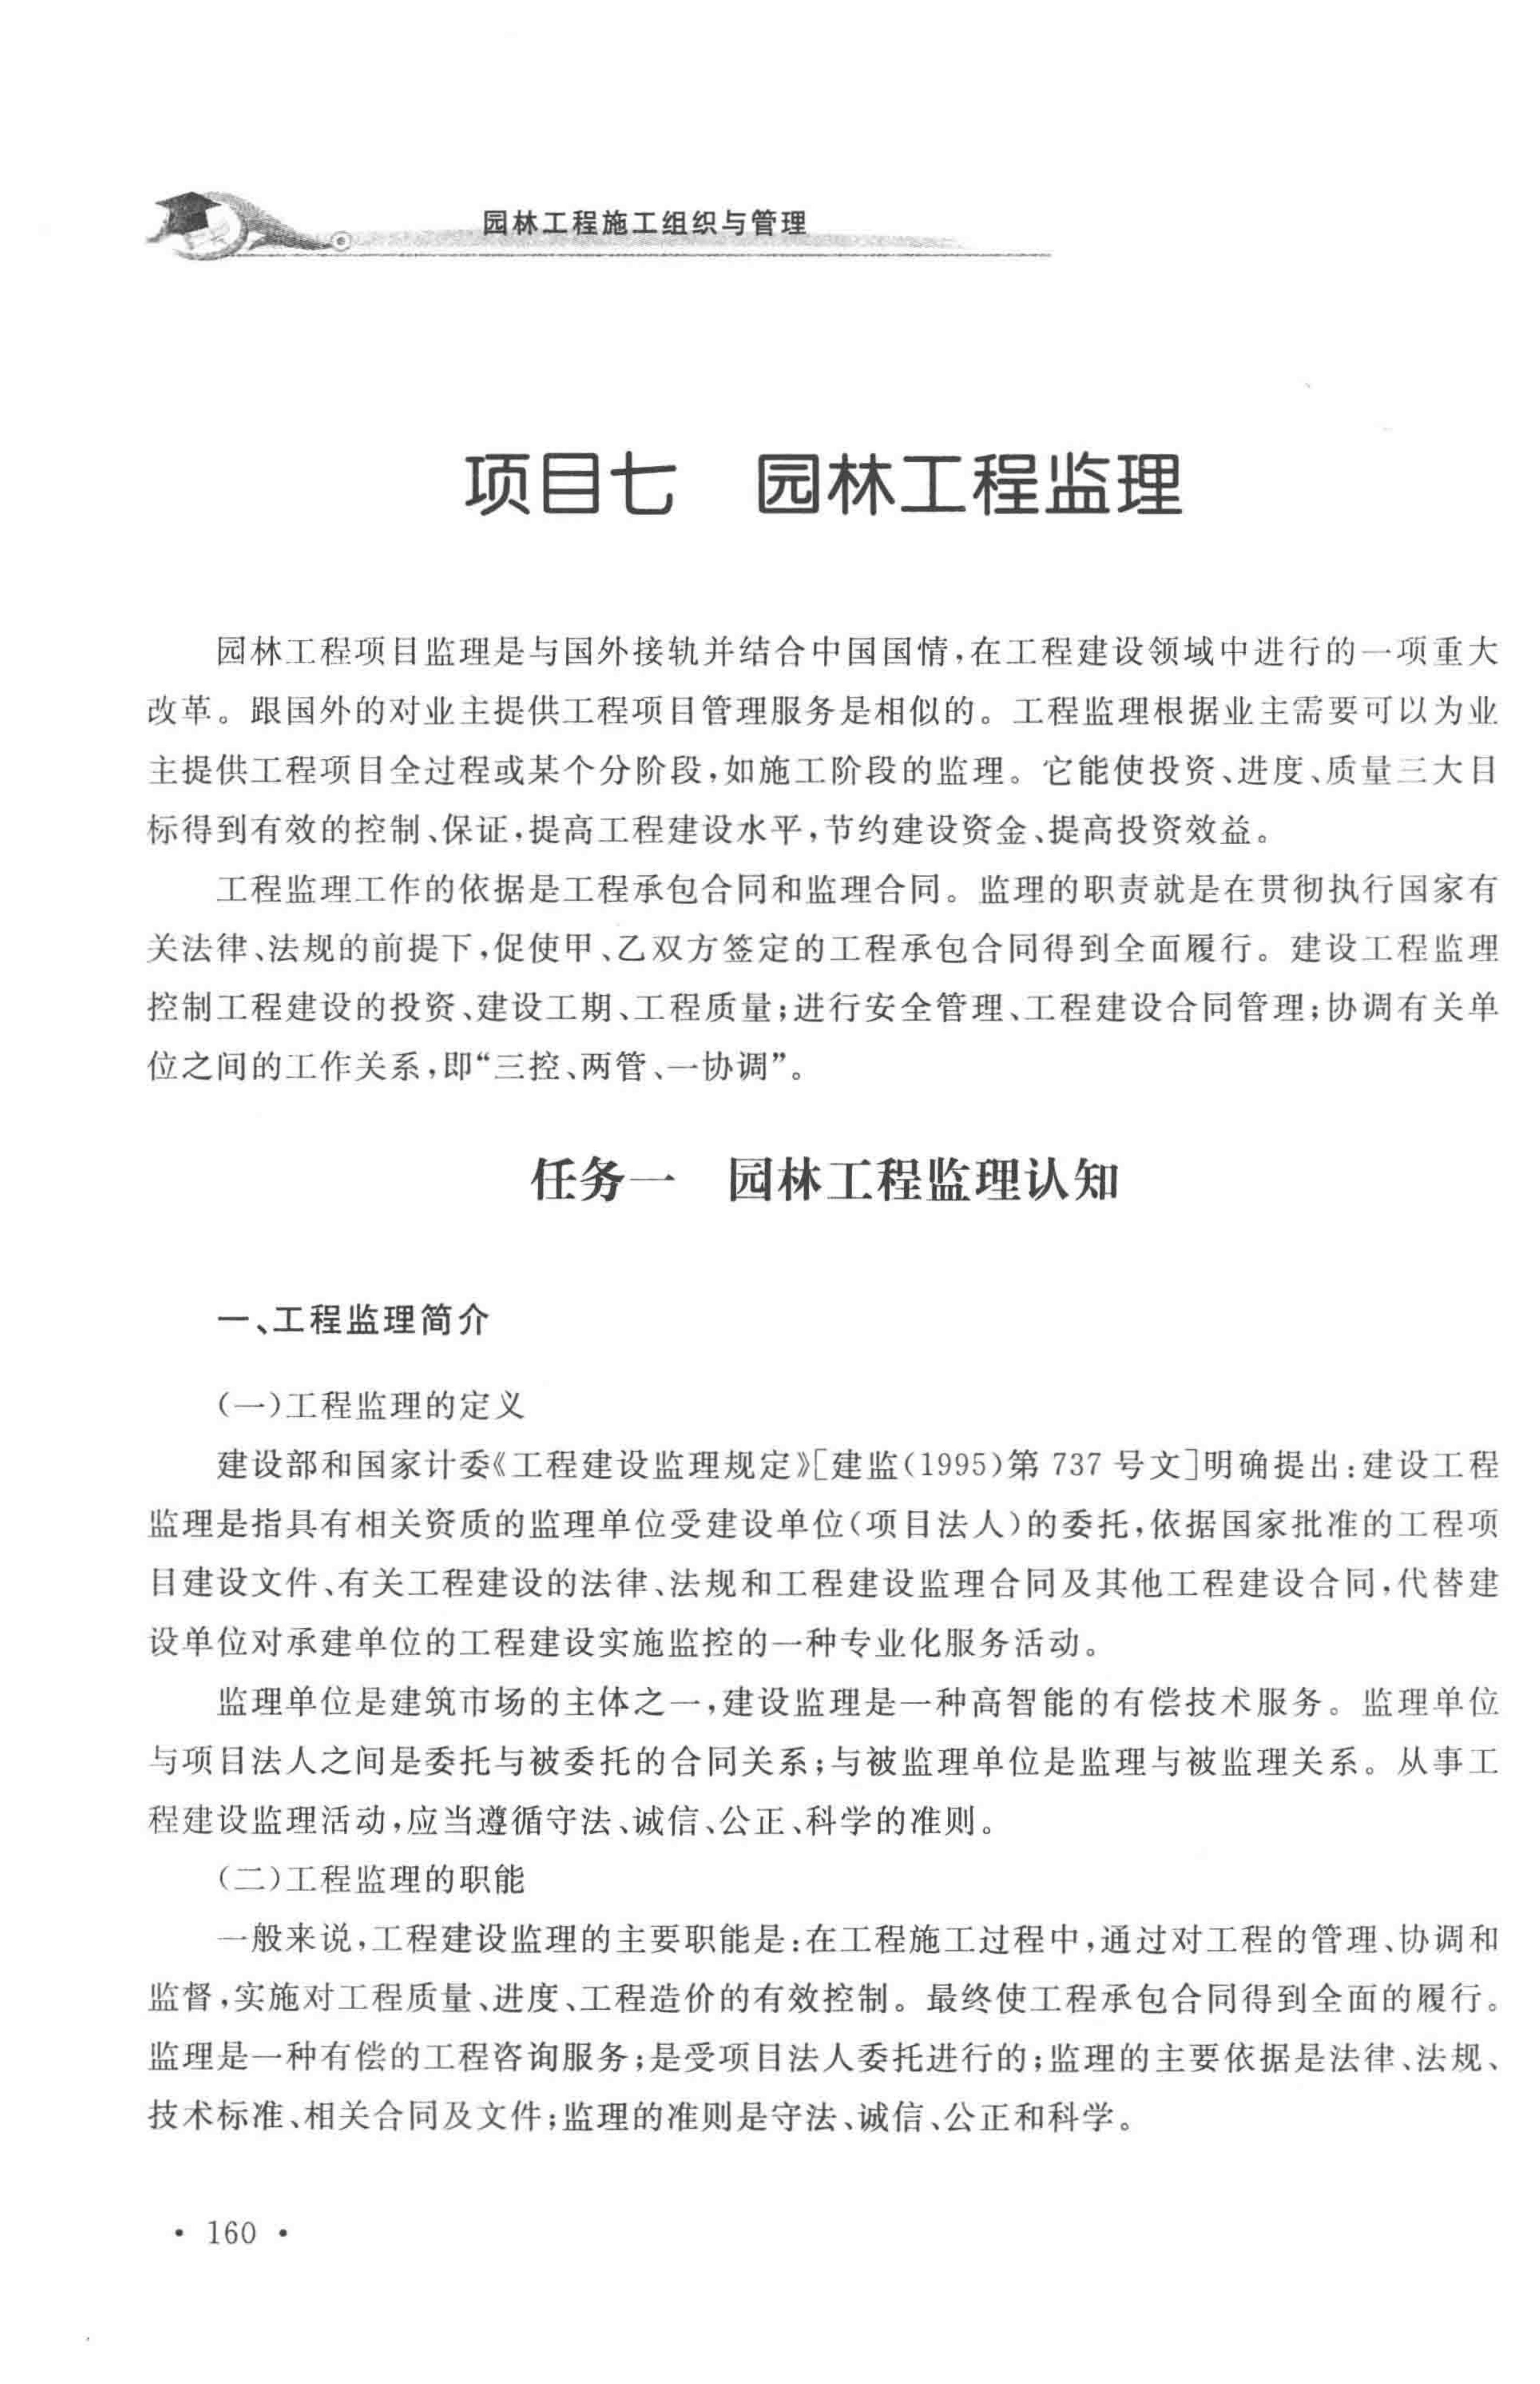 园林工程施工组织与管理
项目七 园林工程监理
园林工程项目监理是与国外接轨并结合中国国情,在工程建设领域中进行的一项重大
改革。跟国外的对业主提供工程项目管理服务是相似的。工程监理根据业主需要可以为业
主提供工程项目全过程或某个分阶段,如施工阶段的监理。它能使投资、进度、质量三大目
标得到有效的控制、保证,提高工程建设水平,节约建设资金、提高投资效益。
工程监理工作的依据是工程承包合同和监理合同。监理的职责就是在贯彻执行国家有
关法律、法规的前提下,促使甲、乙双方签定的工程承包合同得到全面履行。建设工程监理
控制工程建设的投资、建设工期、工程质量;进行安全管理、工程建设合同管理;协调有关单
位之间的工作关系,即“三控、两管、一协调”。
任务一 园林工程监理认知
一、工程监理简介
(一)工程监理的定义
建设部和国家计委《工程建设监理规定》[建监(1995)第 737 号文]明确提出:建设工程
监理是指具有相关资质的监理单位受建设单位(项目法人)的委托,依据国家批准的工程项
目建设文件、有关工程建设的法律、法规和工程建设监理合同及其他工程建设合同,代替建
设单位对承建单位的工程建设实施监控的一种专业化服务活动。
监理单位是建筑市场的主体之一,建设监理是一种高智能的有偿技术服务。监理单位
与项目法人之间是委托与被委托的合同关系;与被监理单位是监理与被监理关系。从事工
程建设监理活动,应当遵循守法、诚信、公正、科学的准则。
(二)工程监理的职能
一般来说,工程建设监理的主要职能是:在工程施工过程中,通过对工程的管理、协调和
监督,实施对工程质量、进度、工程造价的有效控制。最终使工程承包合同得到全面的履行。
监理是一种有偿的工程咨询服务;是受项目法人委托进行的;监理的主要依据是法律、法规、
技术标准、相关合同及文件;监理的准则是守法、诚信、公正和科学。
· 160 ·